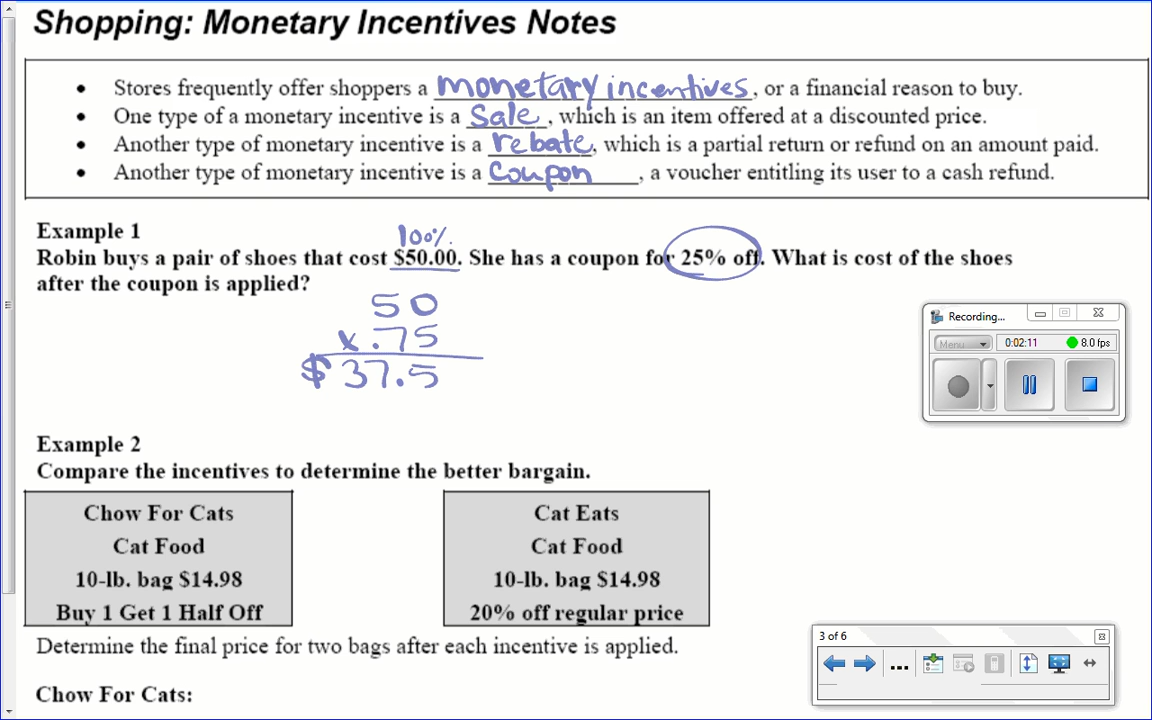 Shopping: Monetary Incentives Notes
• Stores frequently offer shoppers a monetary incentives, or a financial reason to buy.
• One type of a monetary incentive is a sale, which is an item offered at a discounted price.
• Another type of monetary incentive is a rebate, which is a partial return or refund on an amount paid.
• Another type of monetary incentive is a coupon, a voucher entitling its user to a cash refund.
Example 1
100%
Robin buys a pair of shoes that cost $50.00. She has a coupon for 25% off. What is cost of the shoes
after the coupon is applied?
50
x .75
$37.5
Recording...
Menu
0:02:11
8.0 fps
Example 2
Compare the incentives to determine the better bargain.
Chow For Cats
Cat Food
10-lb. bag $14.98
Buy 1 Get 1 Half Off
Cat Eats
Cat Food
10-lb. bag $14.98
20% off regular price
Determine the final price for two bags after each incentive is applied.
3 of 6
Chow For Cats: